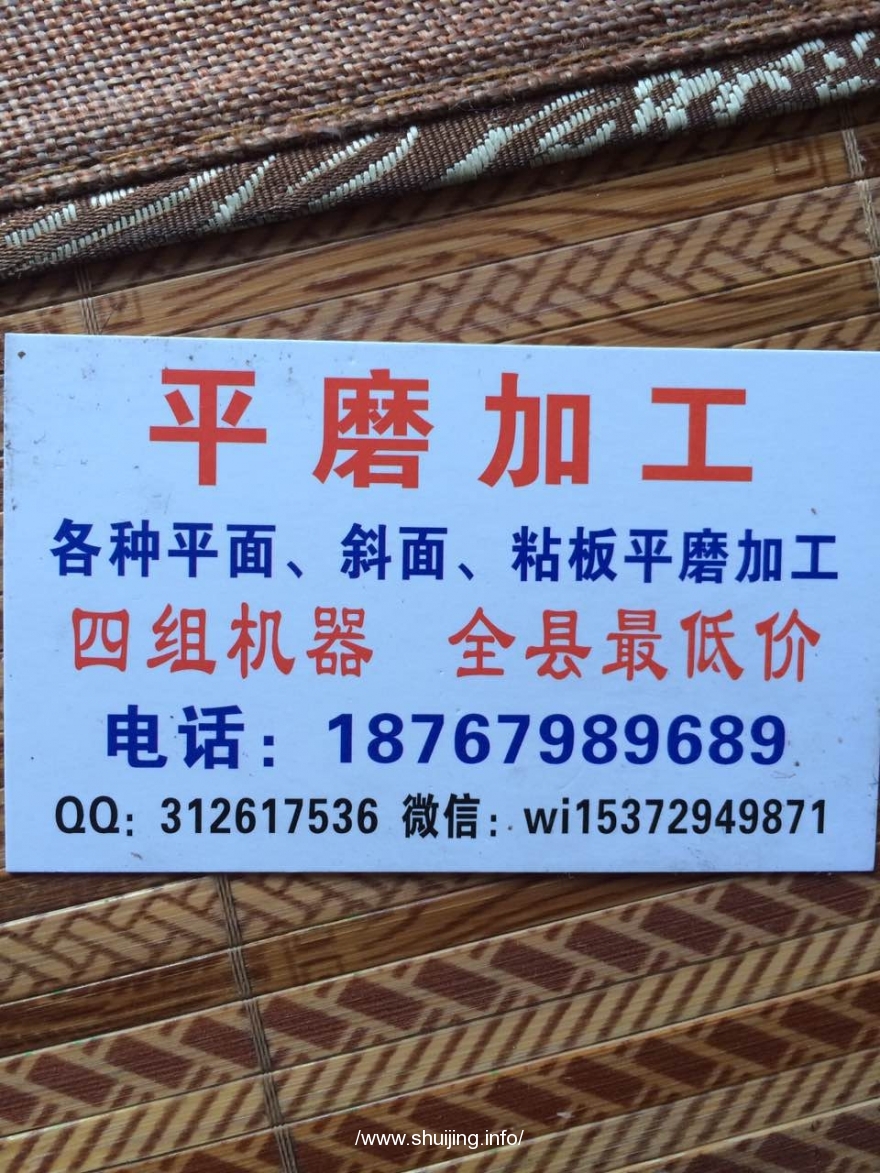 平磨加工
各种平面、斜面、粘板平磨加工
四组机器 全县最低价
电话：18767989689
QQ：312617536 微信：wi15372949871
/www.shuijing.info/